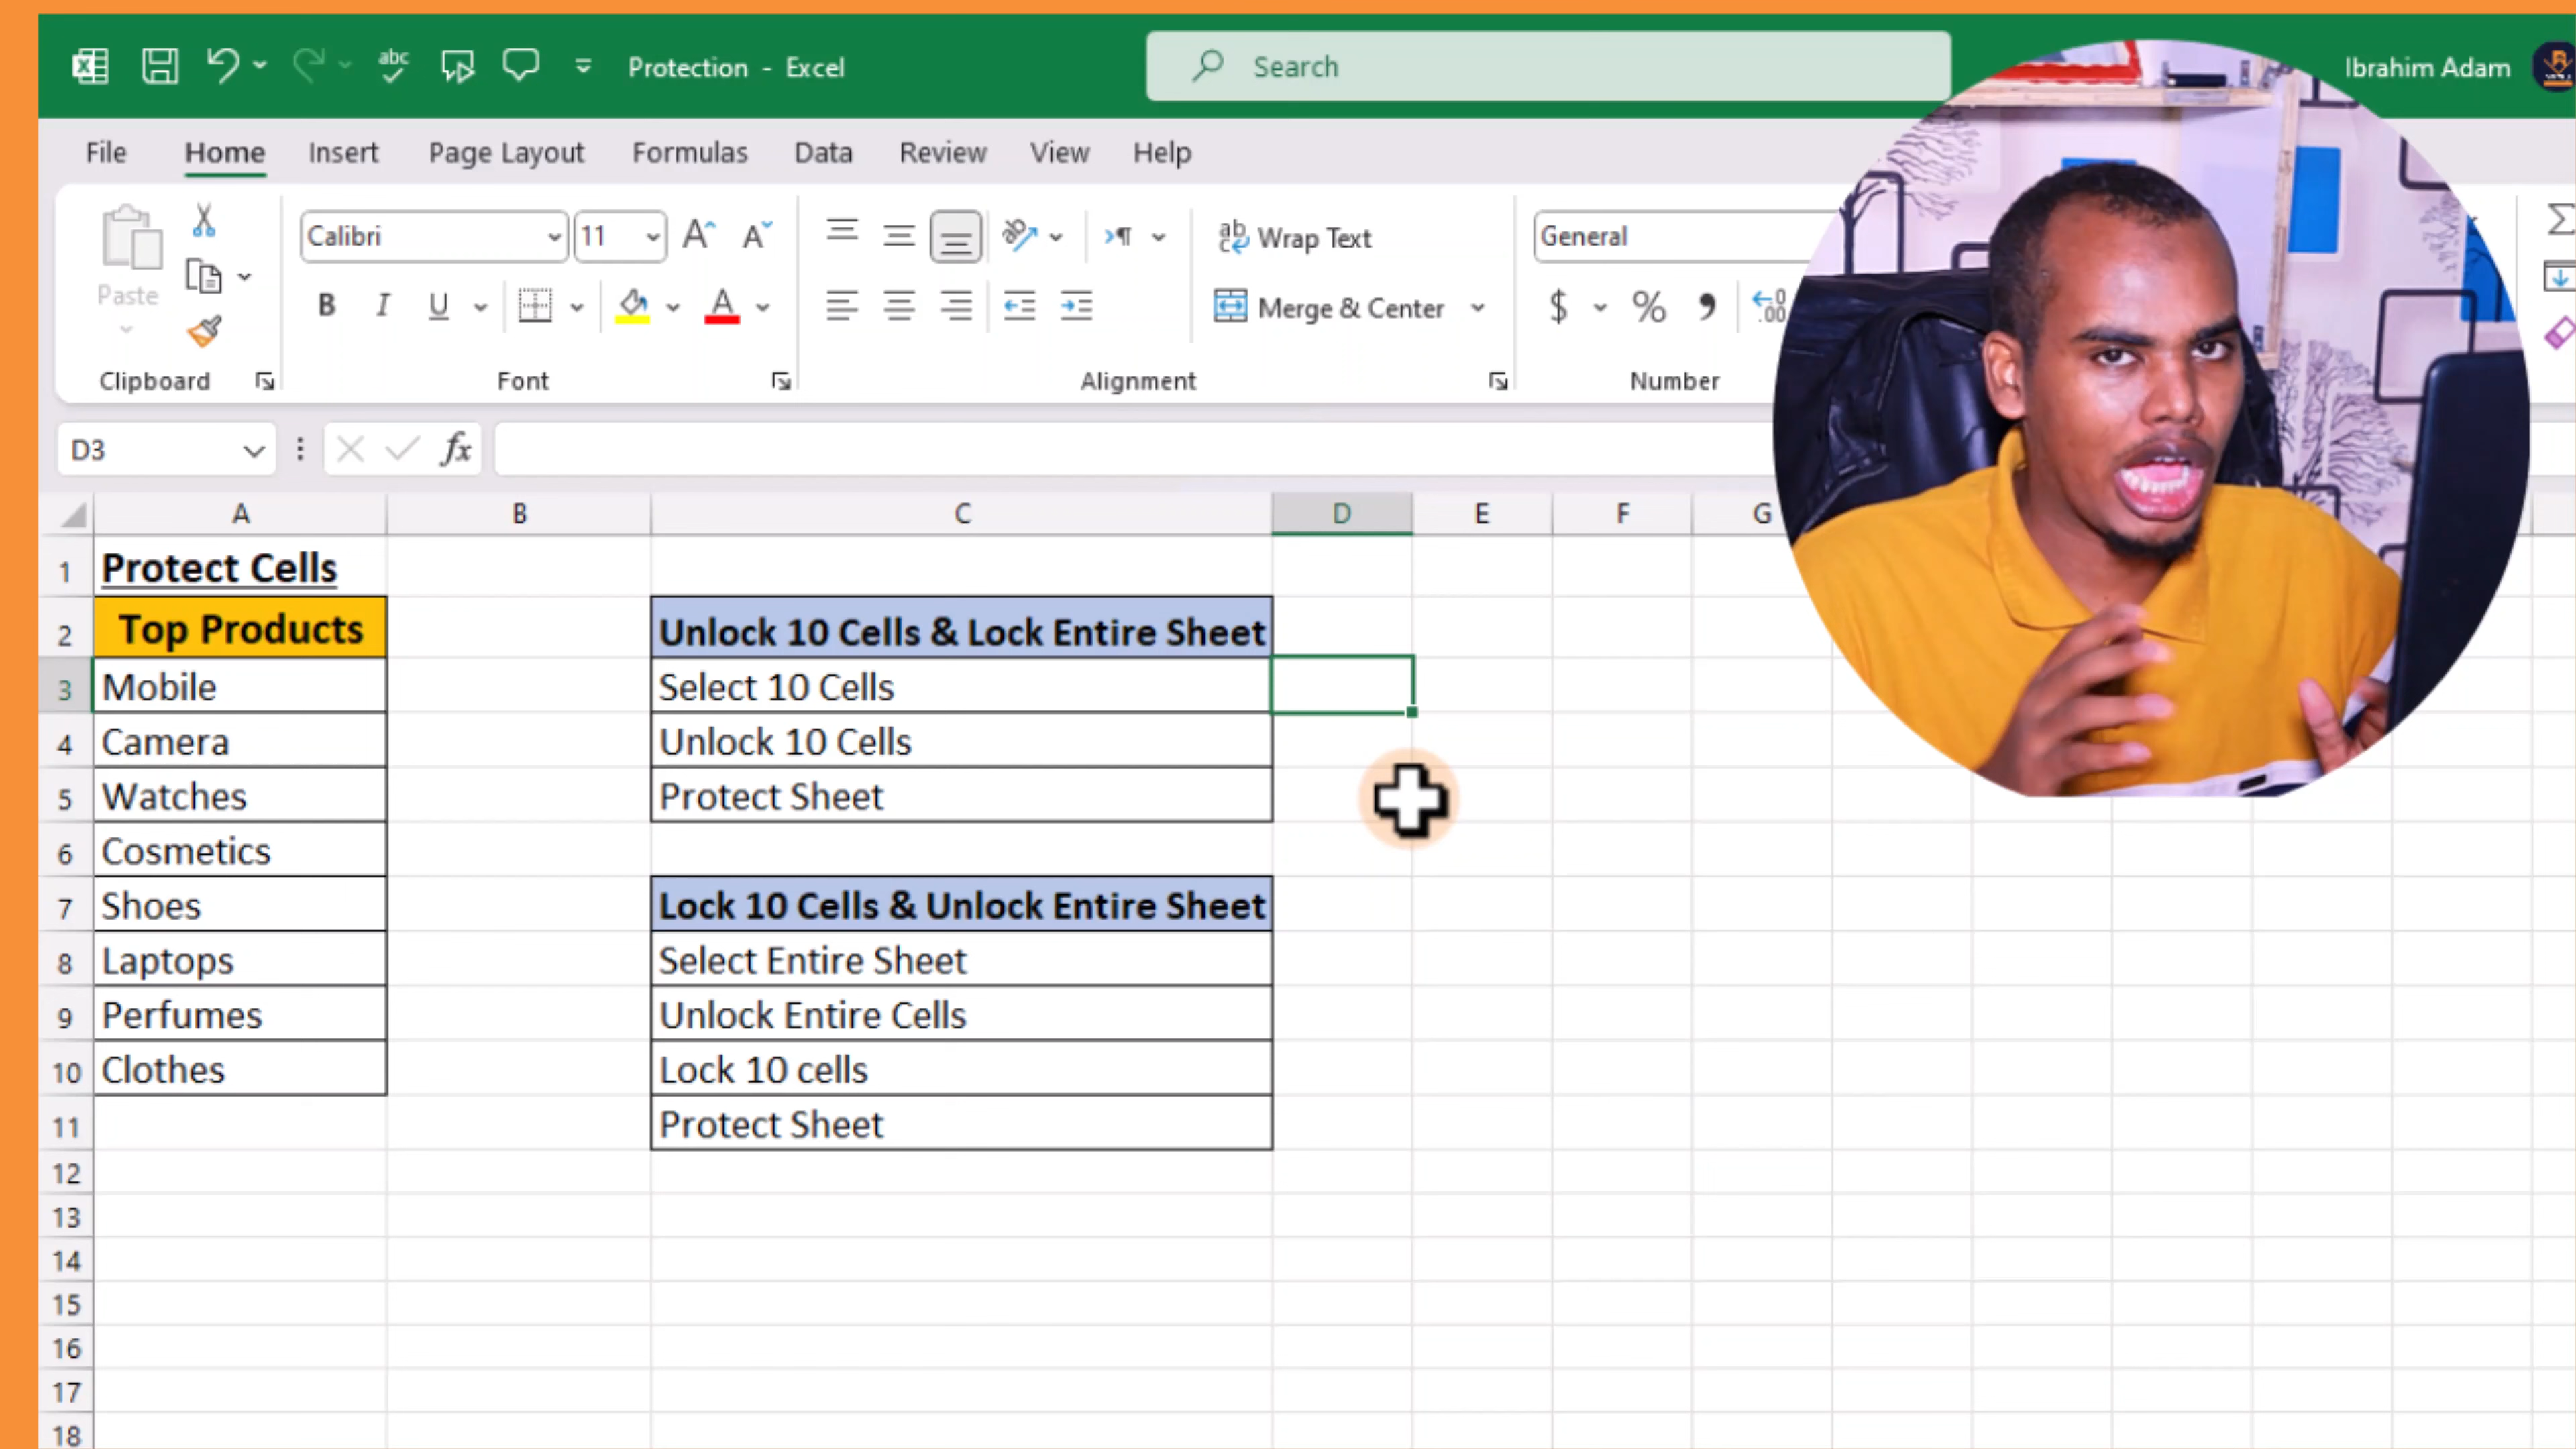 Protection - Excel
Search
Ibrahim Adam
File Home Insert Page Layout Formulas Data Review View Help
Paste
Calibri 11
Wrap Text
General
B I U A
Merge & Center
$ % ,
Clipboard Font Alignment Number
D3 fx
A B C D E F G
1 Protect Cells
2 Top Products Unlock 10 Cells & Lock Entire Sheet
3 Mobile Select 10 Cells
4 Camera Unlock 10 Cells
5 Watches Protect Sheet
6 Cosmetics
7 Shoes Lock 10 Cells & Unlock Entire Sheet
8 Laptops Select Entire Sheet
9 Perfumes Unlock Entire Cells
10 Clothes Lock 10 cells
11 Protect Sheet
12
13
14
15
16
17
18